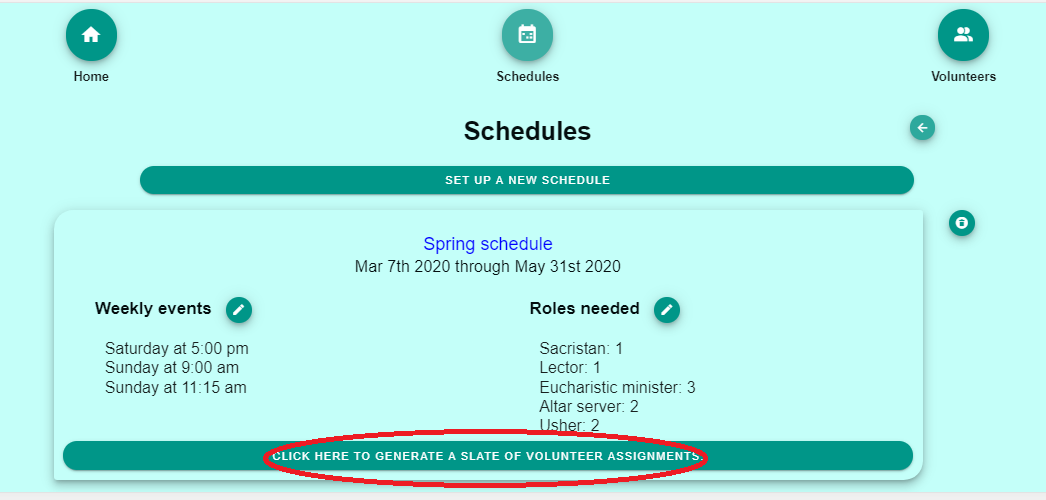 Home
Schedules
Volunteers
Schedules
SET UP A NEW SCHEDULE
Spring schedule
Mar 7th 2020 through May 31st 2020
Weekly events
Saturday at 5:00 pm
Sunday at 9:00 am
Sunday at 11:15 am
Roles needed
Sacristan: 1
Lector: 1
Eucharistic minister: 3
Altar server: 2
Usher: 2
CLICK HERE TO GENERATE A SLATE OF VOLUNTEER ASSIGNMENTS.